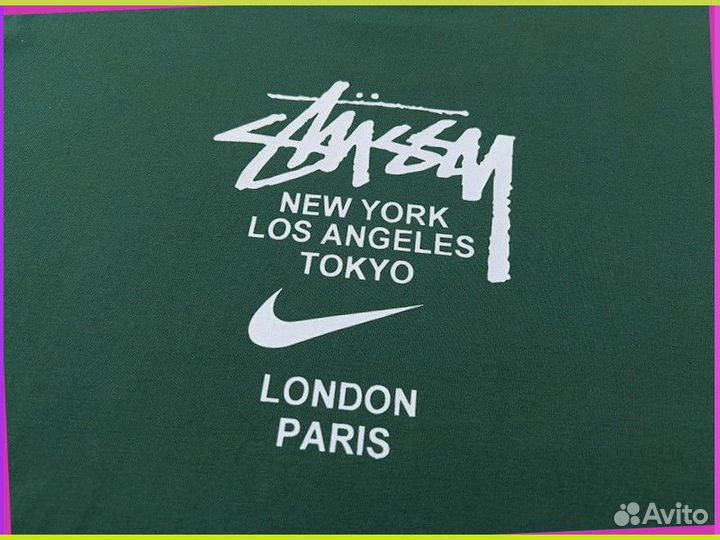 Stüssy
NEW YORK
LOS ANGELES
TOKYO
LONDON
PARIS
Avito